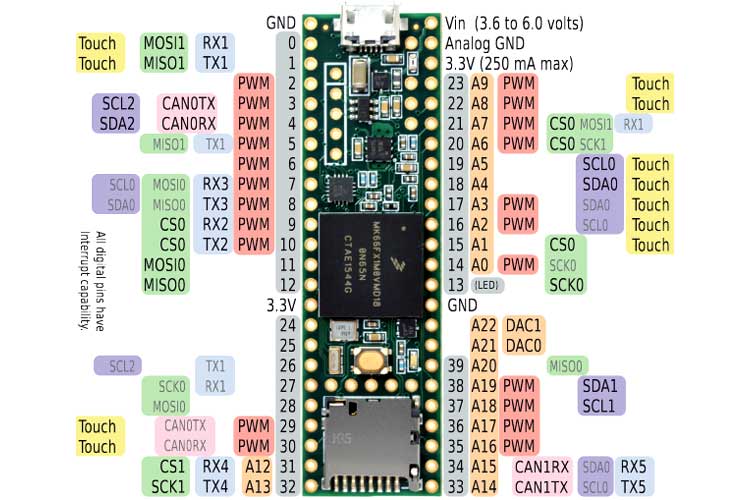 GND Vin (3.6 to 6.0 volts)
Touch MOSI1 RX1 0 Analog GND
Touch MISO1 TX1 1 3.3V (250 mA max)
PWM 2 23 A9 PWM Touch
SCL2 CAN0TX PWM 3 22 A8 PWM Touch
SDA2 CAN0RX PWM 4 21 A7 PWM CS0 MOSI1 RX1
MISO1 TX1 PWM 5 20 A6 PWM CS0 SCK1
PWM 6 19 A5 SCL0 Touch
SCL0 MOSI0 RX3 PWM 7 18 A4 SDA0 Touch
SDA0 MISO0 TX3 PWM 8 17 A3 PWM SDA0 Touch
CS0 RX2 PWM 9 16 A2 PWM SCL0 Touch
CS0 TX2 PWM 10 15 A1 CS0 Touch
MOSI0 11 14 A0 PWM SCK0
MISO0 12 13 (LED) SCK0
3.3V GND
24 A22 DAC1
25 A21 DAC0
SCL2 TX1 26 39 A20 MISO0
SCK0 RX1 27 38 A19 PWM SDA1
MOSI0 28 37 A18 PWM SCL1
Touch CAN0TX PWM 29 36 A17 PWM
Touch CAN0RX PWM 30 35 A16 PWM
CS1 RX4 A12 31 34 A15 CAN1RX SDA0 RX5
SCK1 TX4 A13 32 33 A14 CAN1TX SCL0 TX5
All digital pins have
Interrupt capability.
MK66FX1M0VMD18
0N65N
CTAE1544G